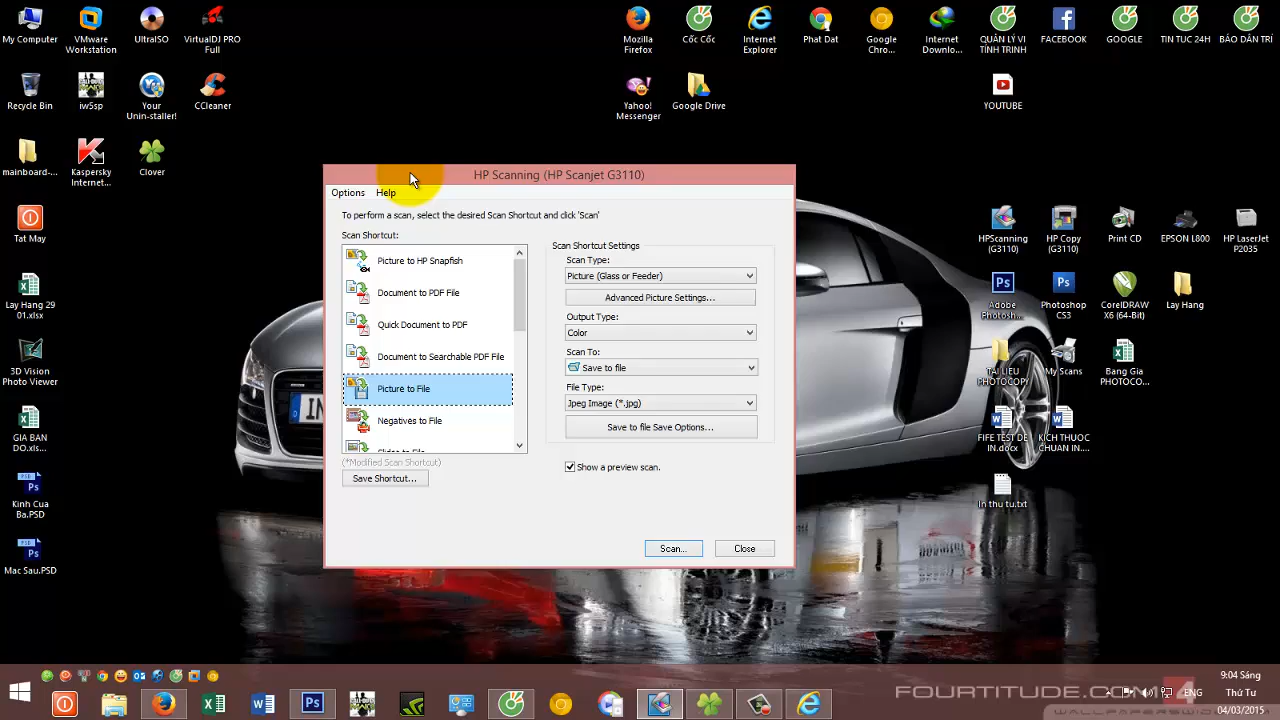 My Computer
VMware Workstation
UltraISO
VirtualDJ PRO Full
Mozilla Firefox
Cốc Cốc
Internet Explorer
Phat Dat
Google Chro...
Internet Downlo...
QUẢN LÝ VI TÍNH TRINH
FACEBOOK
GOOGLE
TIN TUC 24H
BÁO DÂN TRÍ
Recycle Bin
iw5sp
Your Unin-staller!
CCleaner
Yahoo! Messenger
Google Drive
YOUTUBE
mainboard-...
Kaspersky Internet...
Clover
Tat May
HPScanning (G3110)
HP Copy (G3110)
Print CD
EPSON L800
HP LaserJet P2035
Lay Hang 29 01.xlsx
Adobe Photosh...
Photoshop CS3
CorelDRAW X6 (64-Bit)
Lay Hang
3D Vision Photo Viewer
TAI LIEU PHOTOCOPY
My Scans
Bang GIA PHOTOC...
GIA BAN DO.xlsx...
FIFE TEST DE IN.docx
KICH THUOC CHUAN IN....
Kinh Cua Ba.PSD
In thu tu.txt
Mac Sau.PSD
HP Scanning (HP Scanjet G3110)
Options Help
To perform a scan, select the desired Scan Shortcut and click 'Scan'
Scan Shortcut:
Picture to HP Snapfish
Document to PDF File
Quick Document to PDF
Document to Searchable PDF File
Picture to File
Negatives to File
Slides to File
(*Modified Scan Shortcut)
Save Shortcut...
Scan Shortcut Settings
Scan Type:
Picture (Glass or Feeder)
Advanced Picture Settings...
Output Type:
Color
Scan To:
Save to file
File Type:
Jpeg Image (*.jpg)
Save to file Save Options...
Show a preview scan.
Scan...
Close
FOURTITUDE.COM
ENG
9:04 Sáng
Thứ Tư
04/03/2015